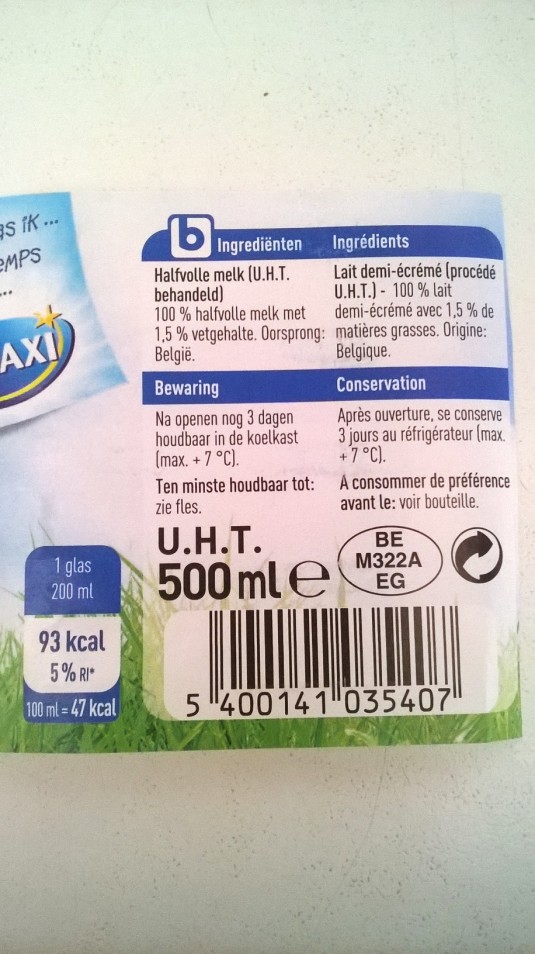 as ik ...
EMPS
...
AXI
b
Ingrediënten
Halfvolle melk (U.H.T.
behandeld)
100 % halfvolle melk met
1,5 % vetgehalte. Oorsprong:
België.
Ingrédients
Lait demi-écrémé (procédé
U.H.T.) - 100 % lait
demi-écrémé avec 1,5 % de
matières grasses. Origine:
Belgique.
Bewaring
Na openen nog 3 dagen
houdbaar in de koelkast
(max. + 7 °C).
Ten minste houdbaar tot:
zie fles.
Conservation
Après ouverture, se conserve
3 jours au réfrigérateur (max.
+ 7 °C).
A consommer de préférence
avant le: voir bouteille.
U.H.T.
500 ml e
BE
M322A
EG
1 glas
200 ml
93 kcal
5 % RI*
100 ml = 47 kcal
5 400141 035407